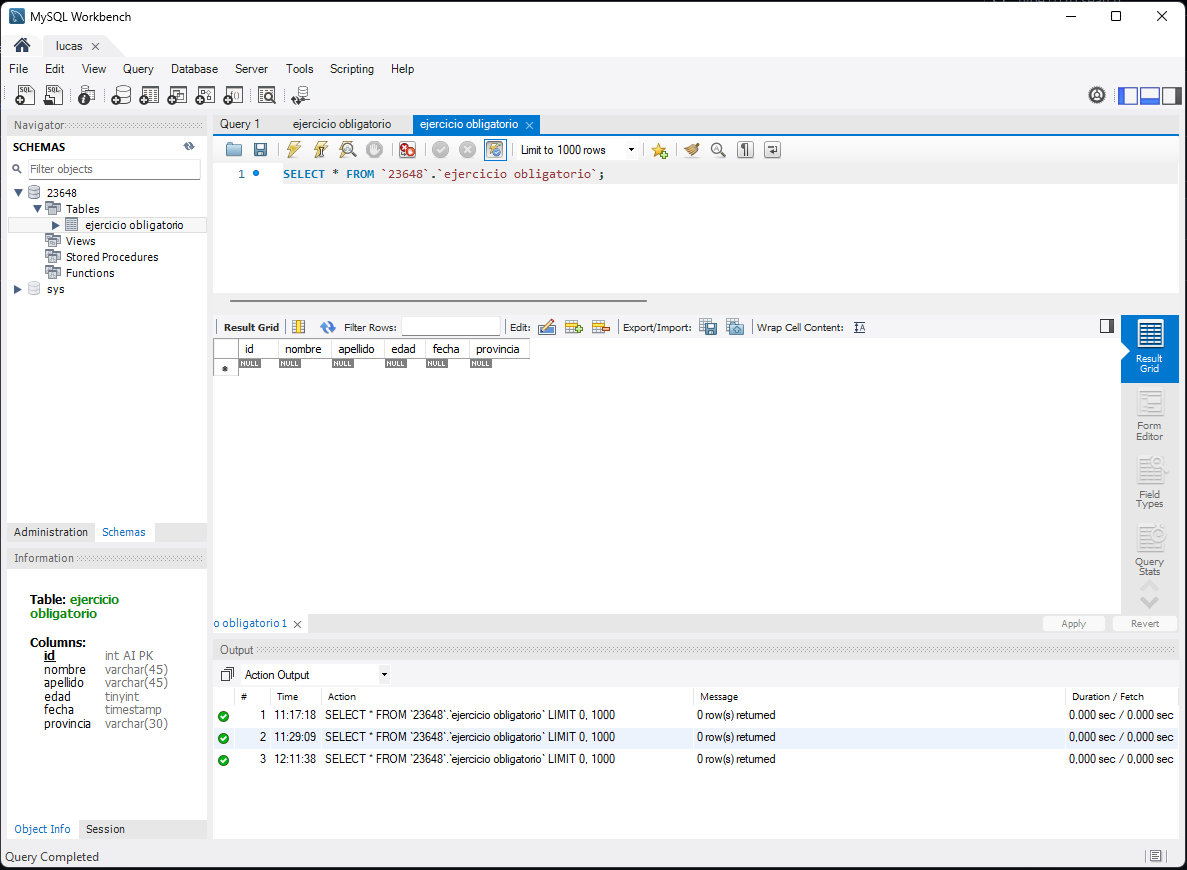 MySQL Workbench
lucas
File Edit View Query Database Server Tools Scripting Help
Navigator
SCHEMAS
Filter objects
23648
Tables
ejercicio obligatorio
Views
Stored Procedures
Functions
sys
Administration Schemas
Information
Table: ejercicio
obligatorio
Columns:
id int AI PK
nombre varchar(45)
apellido varchar(45)
edad tinyint
fecha timestamp
provincia varchar(30)
Object Info Session
Query 1 ejercicio obligatorio ejercicio obligatorio
Limit to 1000 rows
1 SELECT * FROM `23648`.`ejercicio obligatorio`;
Result Grid Filter Rows: Edit: Export/Import: Wrap Cell Content:
id nombre apellido edad fecha provincia
NULL NULL NULL NULL NULL NULL
Result
Grid
Form
Editor
Field
Types
Query
Stats
o obligatorio 1
Apply Revert
Output
Action Output
# Time Action Message Duration / Fetch
1 11:17:18 SELECT * FROM `23648`.`ejercicio obligatorio` LIMIT 0, 1000 0 row(s) returned 0.000 sec / 0.000 sec
2 11:29:09 SELECT * FROM `23648`.`ejercicio obligatorio` LIMIT 0, 1000 0 row(s) returned 0,000 sec / 0,000 sec
3 12:11:38 SELECT * FROM `23648`.`ejercicio obligatorio` LIMIT 0, 1000 0 row(s) returned 0,000 sec / 0,000 sec
Query Completed